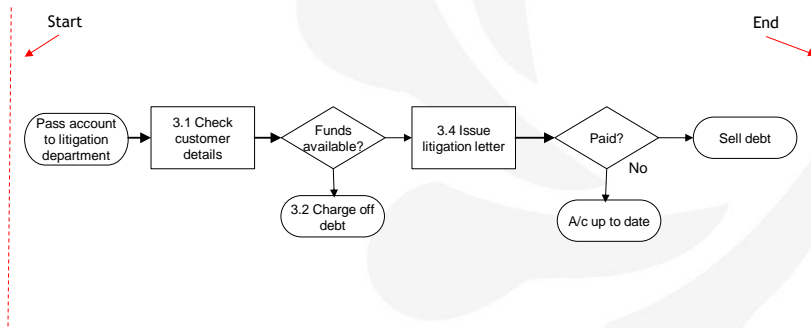 Start
End
Pass account
to litigation
department
3.1 Check
customer
details
Funds
available?
3.4 Issue
litigation letter
Paid?
Sell debt
No
3.2 Charge off
debt
A/c up to date